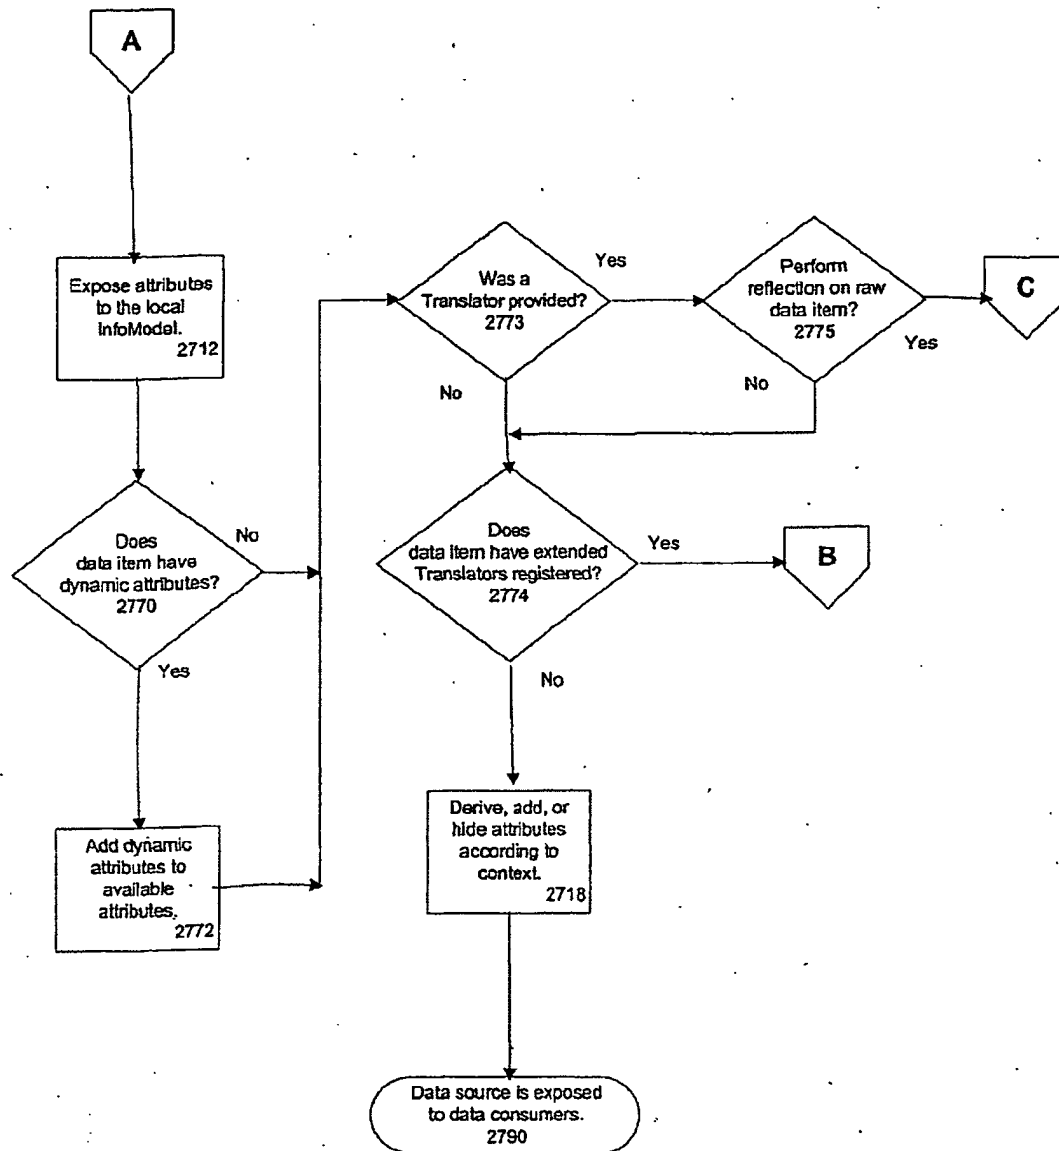 A
Expose attributes
to the local
InfoModel.
2712
Does
data item have
dynamic attributes?
2770
No
Yes
Add dynamic
attributes to
available
attributes.
2772
Was a
Translator provided?
2773
Yes
No
Perform
reflection on raw
data item?
2775
Yes
No
C
Does
data item have extended
Translators registered?
2774
Yes
B
No
Derive, add, or
hide attributes
according to
context.
2718
Data source is exposed
to data consumers.
2790